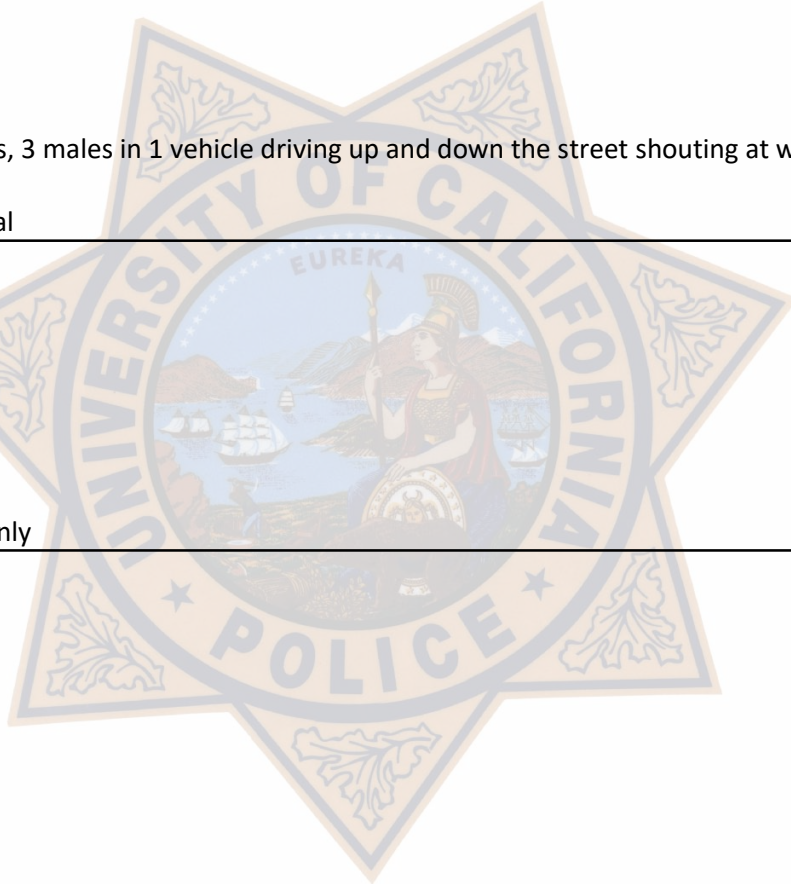 s, 3 males in 1 vehicle driving up and down the street shouting at w
al
nly
UNIVERSITY OF CALIFORNIA
EUREKA
POLICE